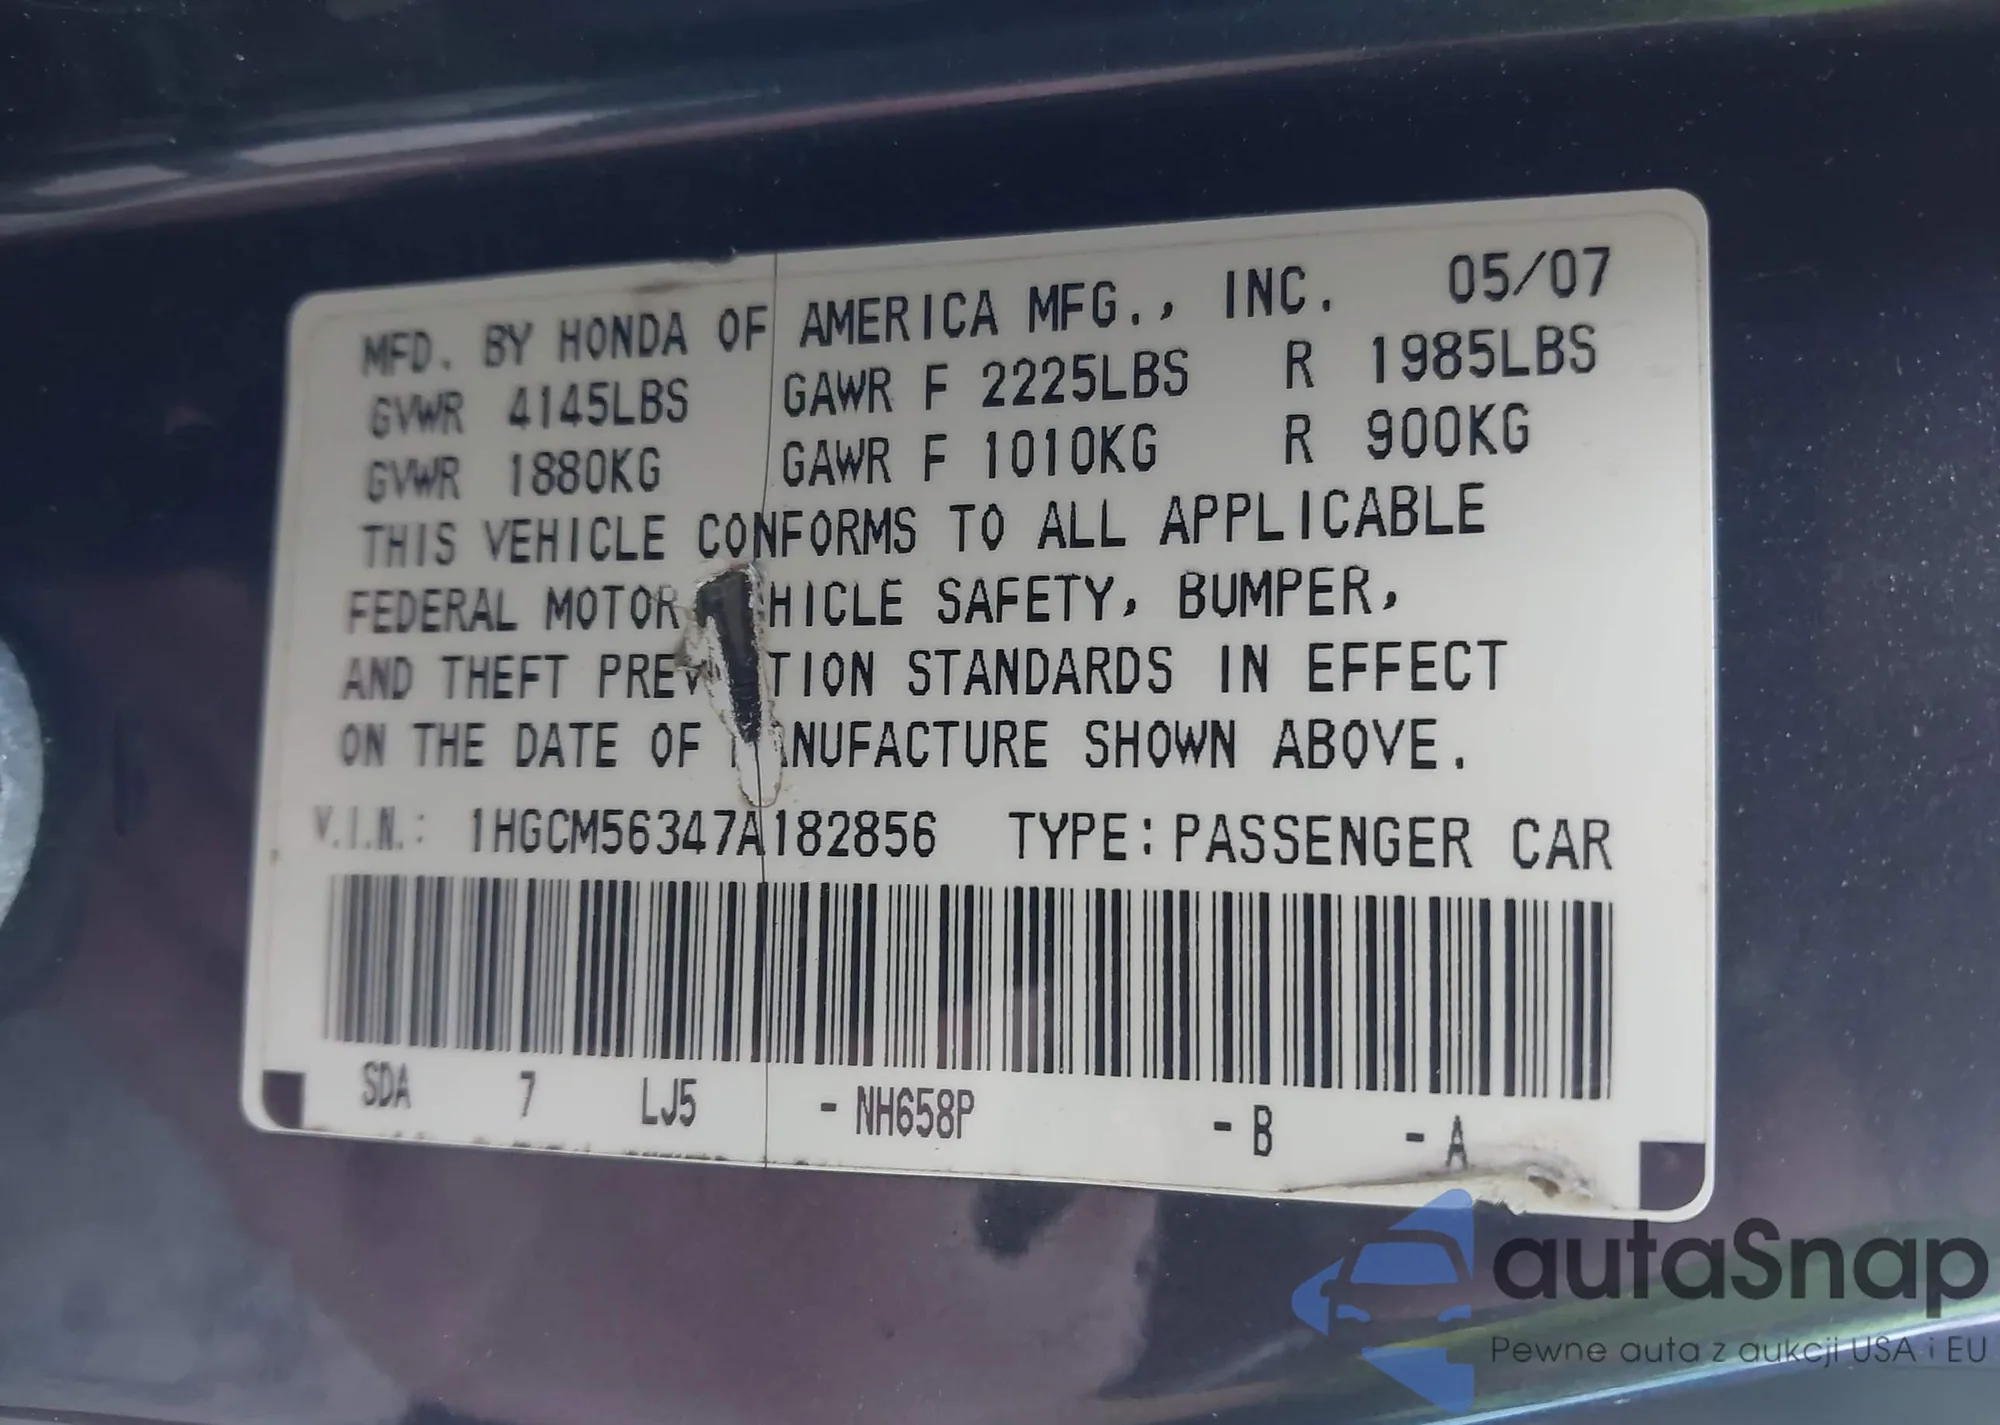 MFD. BY HONDA OF AMERICA MFG., INC. 05/07
GVWR 4145LBS GAWR F 2225LBS R 1985LBS
GVWR 1880KG GAWR F 1010KG R 900KG
THIS VEHICLE CONFORMS TO ALL APPLICABLE
FEDERAL MOTOR HICLE SAFETY, BUMPER,
AND THEFT PREV TION STANDARDS IN EFFECT
ON THE DATE OF ANUFACTURE SHOWN ABOVE.
V.I.N.: 1HGCM56347A182856 TYPE: PASSENGER CAR
SDA 7 LJ5 - NH658P - B - A
autaSnap
Pewne auta z aukcji USA i EU